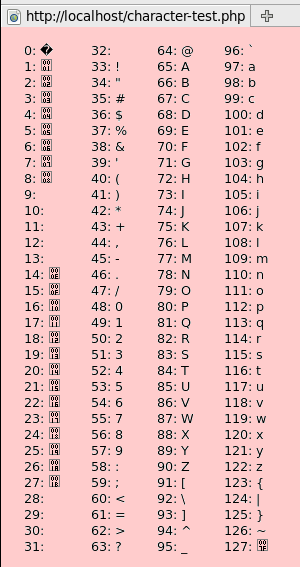 http://localhost/character-test.php
0: � 32: 64: @ 96: `
1: 33: ! 65: A 97: a
2: 34: " 66: B 98: b
3: 35: # 67: C 99: c
4: 36: $ 68: D 100: d
5: 37: % 69: E 101: e
6: 38: & 70: F 102: f
7: 39: ' 71: G 103: g
8: 40: ( 72: H 104: h
9: 41: ) 73: I 105: i
10: 42: * 74: J 106: j
11: 43: + 75: K 107: k
12: 44: , 76: L 108: l
13: 45: - 77: M 109: m
14: 46: . 78: N 110: n
15: 47: / 79: O 111: o
16: 48: 0 80: P 112: p
17: 49: 1 81: Q 113: q
18: 50: 2 82: R 114: r
19: 51: 3 83: S 115: s
20: 52: 4 84: T 116: t
21: 53: 5 85: U 117: u
22: 54: 6 86: V 118: v
23: 55: 7 87: W 119: w
24: 56: 8 88: X 120: x
25: 57: 9 89: Y 121: y
26: 58: : 90: Z 122: z
27: 59: ; 91: [ 123: {
28: 60: < 92: \ 124: |
29: 61: = 93: ] 125: }
30: 62: > 94: ^ 126: ~
31: 63: ? 95: _ 127: